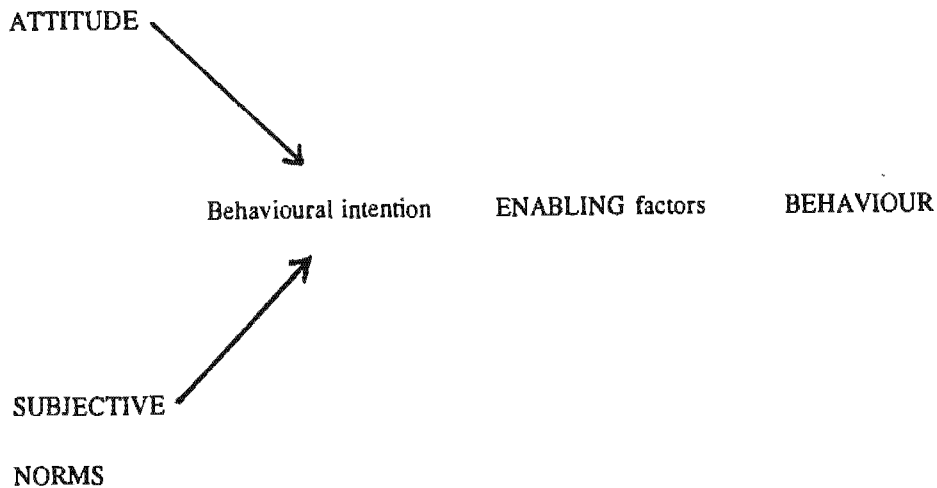 ATTITUDE
Behavioural intention ENABLING factors BEHAVIOUR
SUBJECTIVE
NORMS